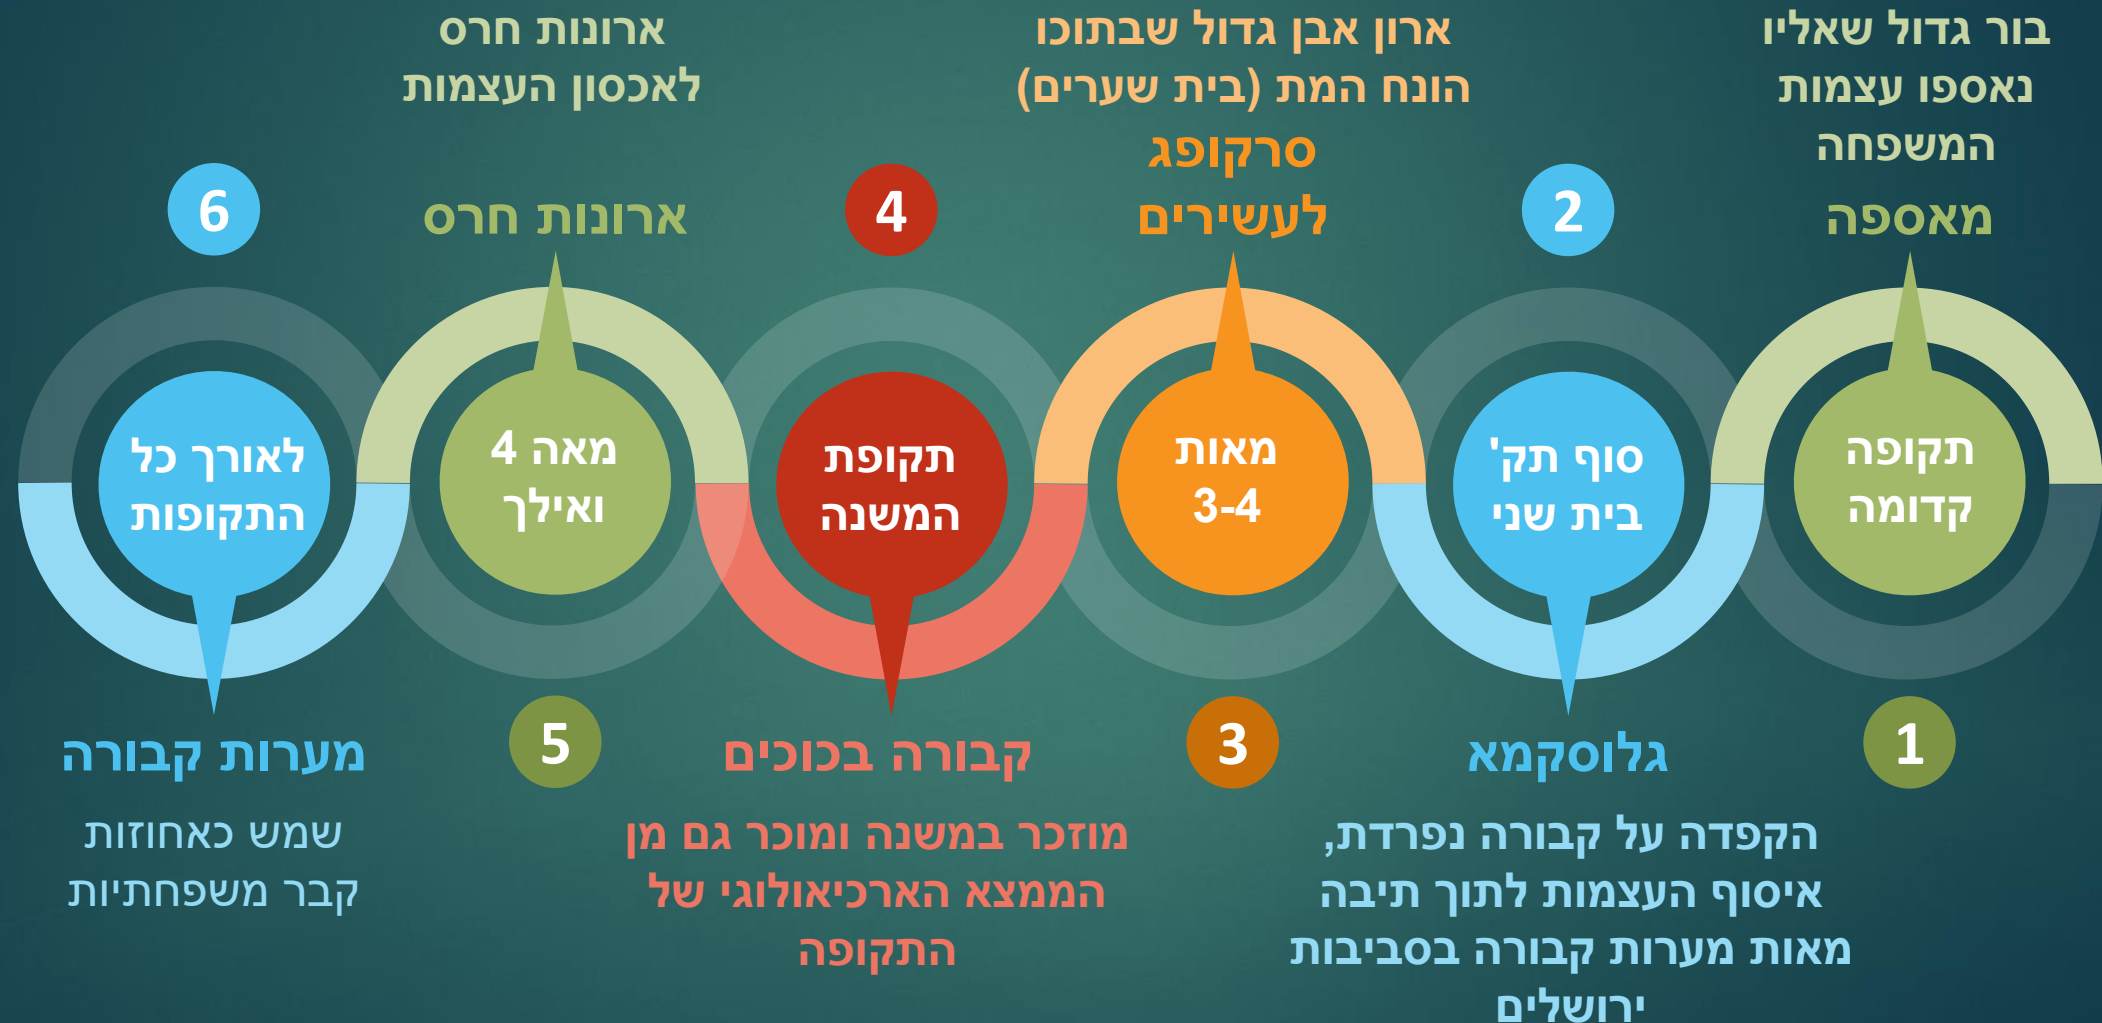 בור גדול שאליו
נאספו עצמות
המשפחה
מאספה
תקופה
קדומה
1
2
סוף תק'
בית שני
גלוסקמא
הקפדה על קבורה נפרדת,
איסוף העצמות לתוך תיבה
מאות מערות קבורה בסביבות
ירושלים
ארון אבן גדול שבתוכו
הונח המת (בית שערים)
סרקופג
לעשירים
מאות
3-4
3
4
תקופת
המשנה
קבורה בכוכים
מוזכר במשנה ומוכר גם מן
הממצא הארכיאולוגי של
התקופה
ארונות חרס
לאכסון העצמות
ארונות חרס
מאה 4
ואילך
5
6
לאורך כל
התקופות
מערות קבורה
שמש כאחוזות
קבר משפחתיות